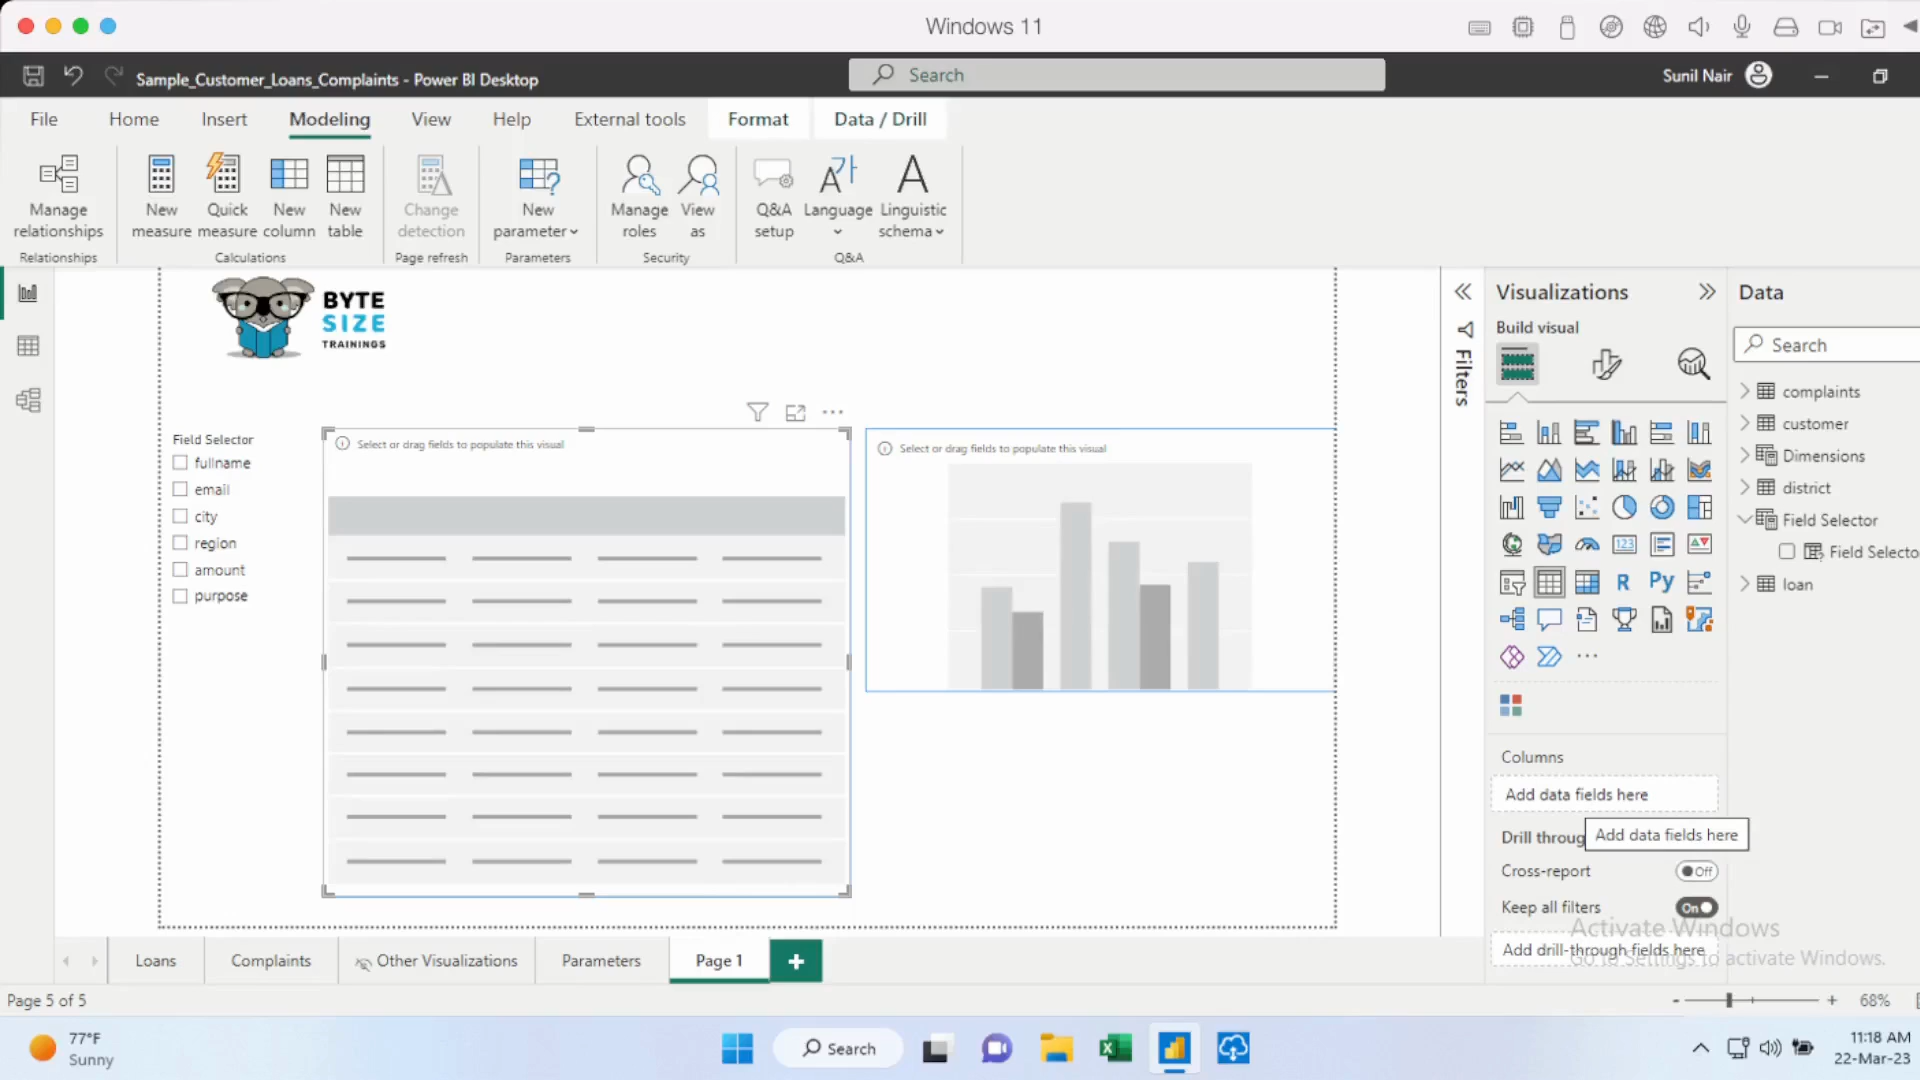 Windows 11
Sample_Customer_Loans_Complaints - Power BI Desktop
Search
Sunil Nair
File
Home
Insert
Modeling
View
Help
External tools
Format
Data / Drill
Manage
relationships
New
measure
Quick
measure
New
column
New
table
Change
detection
New
parameter
Manage
roles
View
as
Q&A
setup
Language
Linguistic
schema
Relationships
Calculations
Page refresh
Parameters
Security
Q&A
BYTE
SIZE
TRAININGS
Field Selector
fullname
email
city
region
amount
purpose
Select or drag fields to populate this visual
Select or drag fields to populate this visual
Filters
Visualizations
Build visual
123
R
Py
Columns
Add data fields here
Drill throug
Add data fields here
Cross-report
Off
Keep all filters
On
Add drill-through fields here
Data
Search
complaints
customer
Dimensions
district
Field Selector
Field Selecto
loan
Activate Windows
Go to Settings to activate Windows.
Loans
Complaints
Other Visualizations
Parameters
Page 1
Page 5 of 5
68%
77°F
Sunny
Search
11:18 AM
22-Mar-23